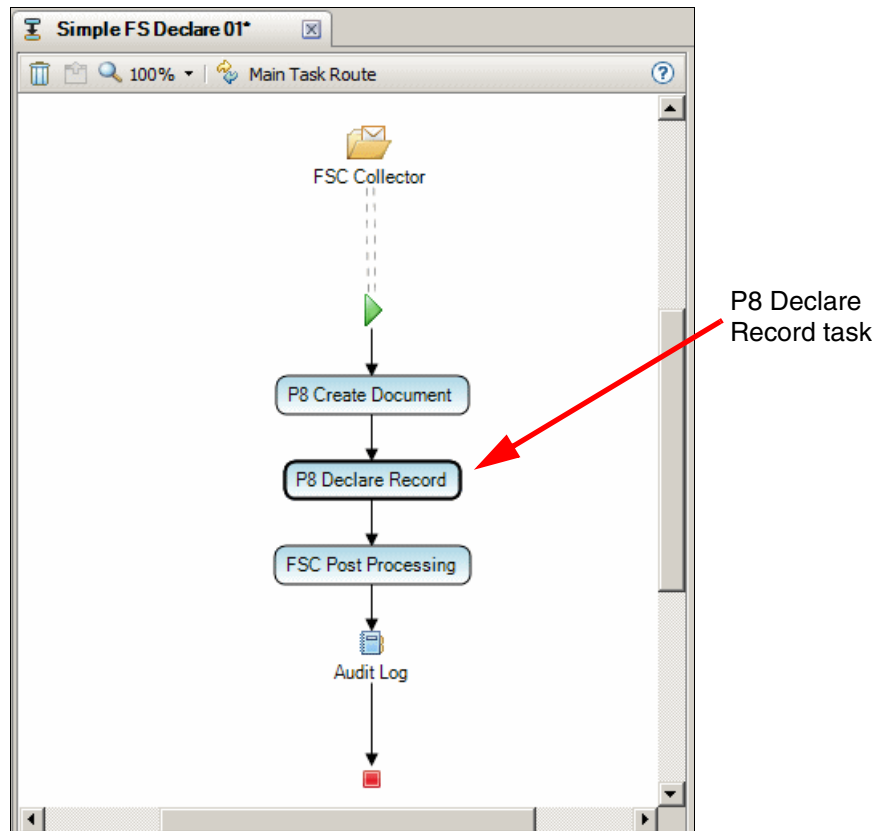 Simple FS Declare 01*
100% Main Task Route
FSC Collector
P8 Create Document
P8 Declare Record
FSC Post Processing
Audit Log
P8 Declare
Record task